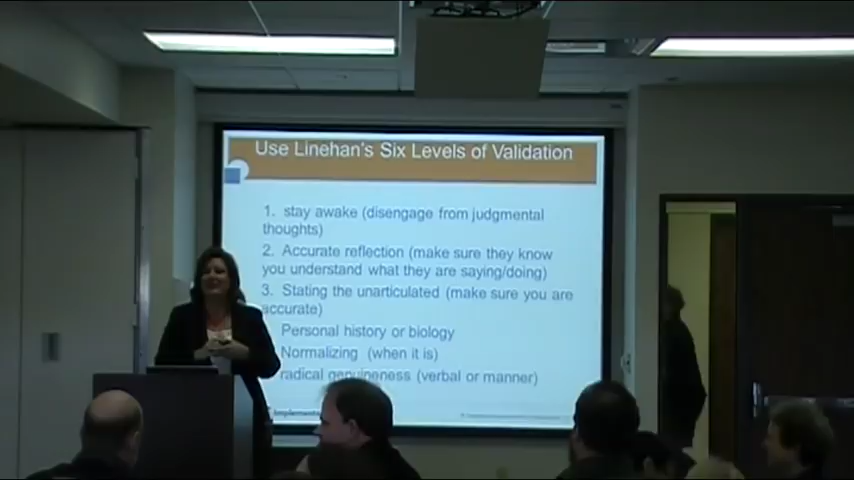 Use Linehan's Six Levels of Validation
1. stay awake (disengage from judgmental
thoughts)
2. Accurate reflection (make sure they know
you understand what they are saying/doing)
3. Stating the unarticulated (make sure you are
accurate)
Personal history or biology
Normalizing (when it is)
radical genuineness (verbal or manner)